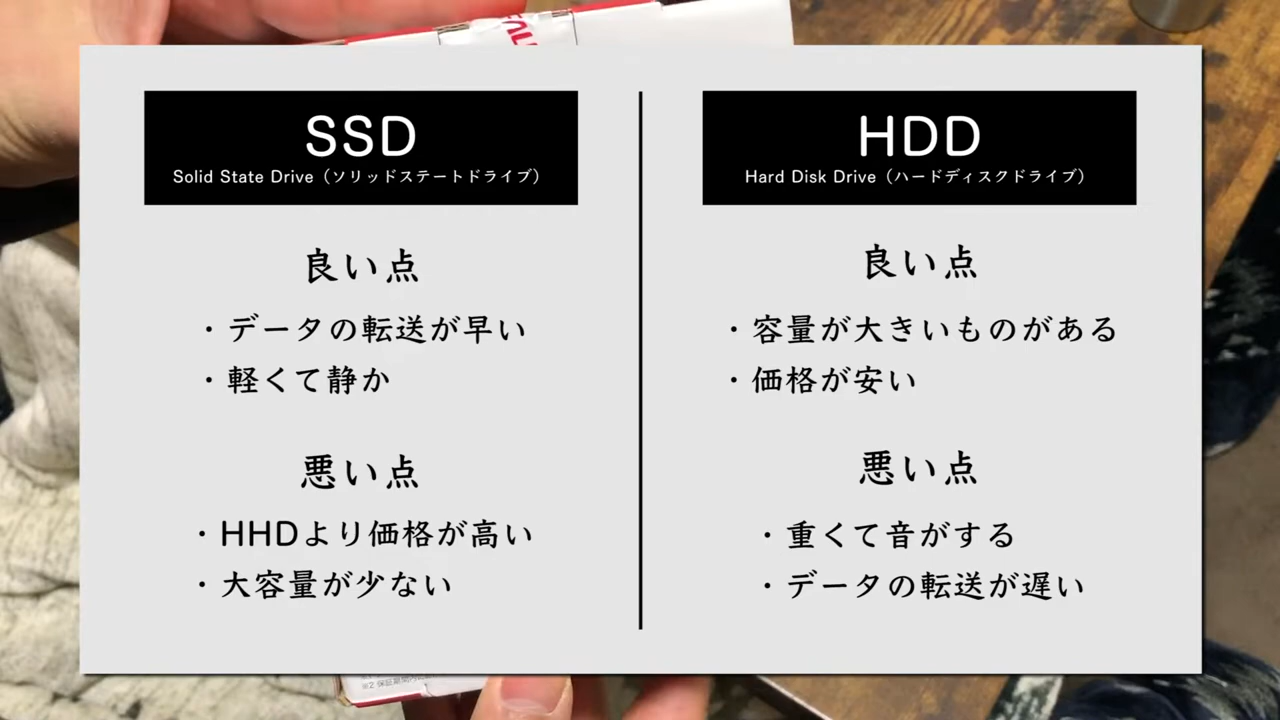 SSD
Solid State Drive（ソリッドステートドライブ）
良い点
・データの転送が早い
・軽くて静か
悪い点
・HHDより価格が高い
・大容量が少ない
HDD
Hard Disk Drive（ハードディスクドライブ）
良い点
・容量が大きいものがある
・価格が安い
悪い点
・重くて音がする
・データの転送が遅い